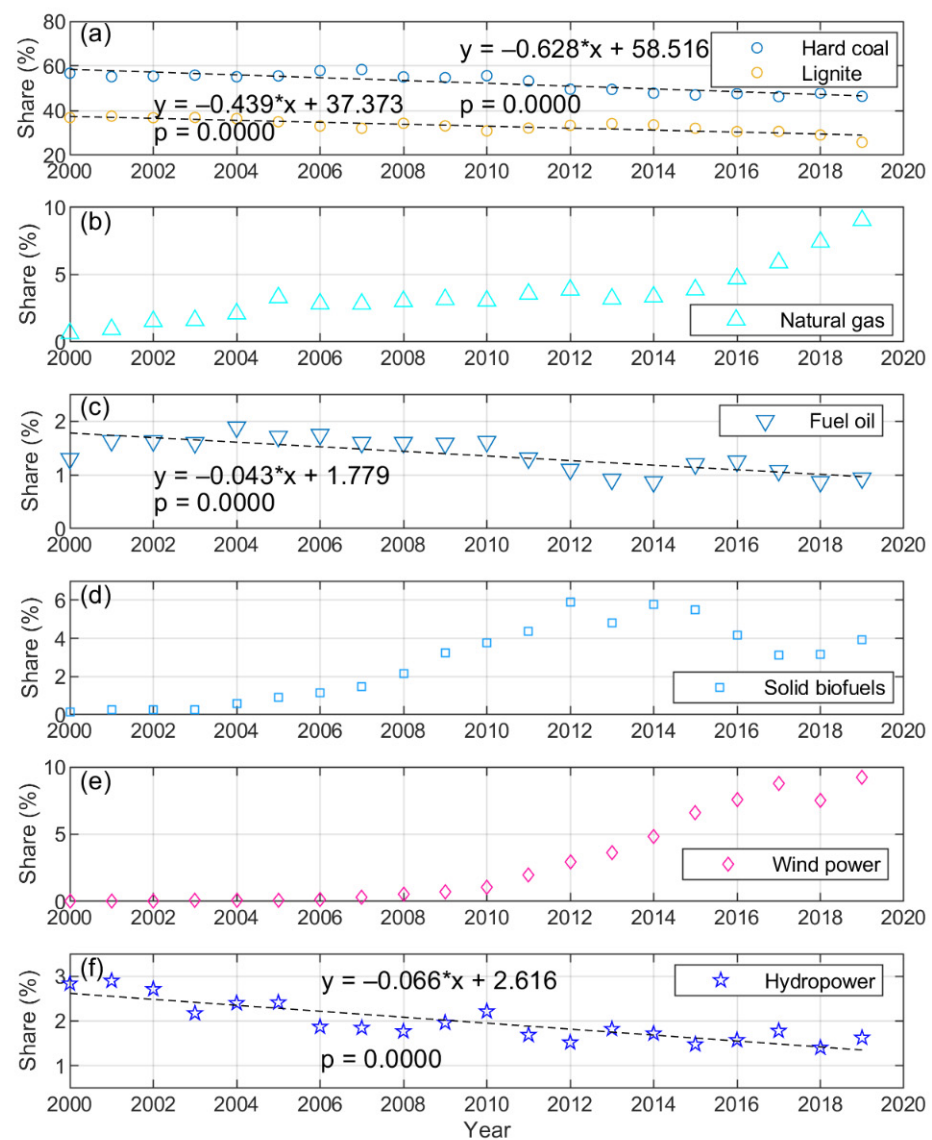 (a)
y = –0.628*x + 58.516
Hard coal
Lignite
y = –0.439*x + 37.373
p = 0.0000
p = 0.0000
Share (%)
80
60
40
20
2000 2002 2004 2006 2008 2010 2012 2014 2016 2018 2020
(b)
Share (%)
10
5
0
Natural gas
2000 2002 2004 2006 2008 2010 2012 2014 2016 2018 2020
(c)
Share (%)
2
1
0
Fuel oil
y = –0.043*x + 1.779
p = 0.0000
2000 2002 2004 2006 2008 2010 2012 2014 2016 2018 2020
(d)
Share (%)
6
4
2
0
Solid biofuels
2000 2002 2004 2006 2008 2010 2012 2014 2016 2018 2020
(e)
Share (%)
10
5
0
Wind power
2000 2002 2004 2006 2008 2010 2012 2014 2016 2018 2020
(f)
Share (%)
3
2
1
y = –0.066*x + 2.616
Hydropower
p = 0.0000
2000 2002 2004 2006 2008 2010 2012 2014 2016 2018 2020
Year